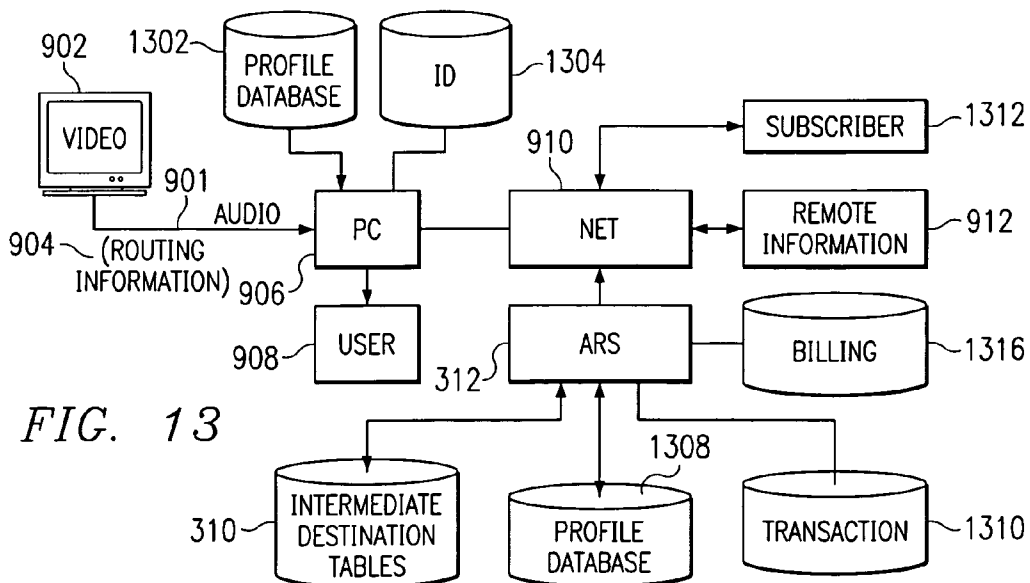 1302
902
PROFILE
DATABASE
ID
1304
VIDEO
910
SUBSCRIBER
1312
901
AUDIO
PC
NET
REMOTE
INFORMATION
912
904
(ROUTING
INFORMATION)
906
USER
908
ARS
312
BILLING
1316
FIG. 13
1308
INTERMEDIATE
DESTINATION
TABLES
310
PROFILE
DATABASE
TRANSACTION
1310